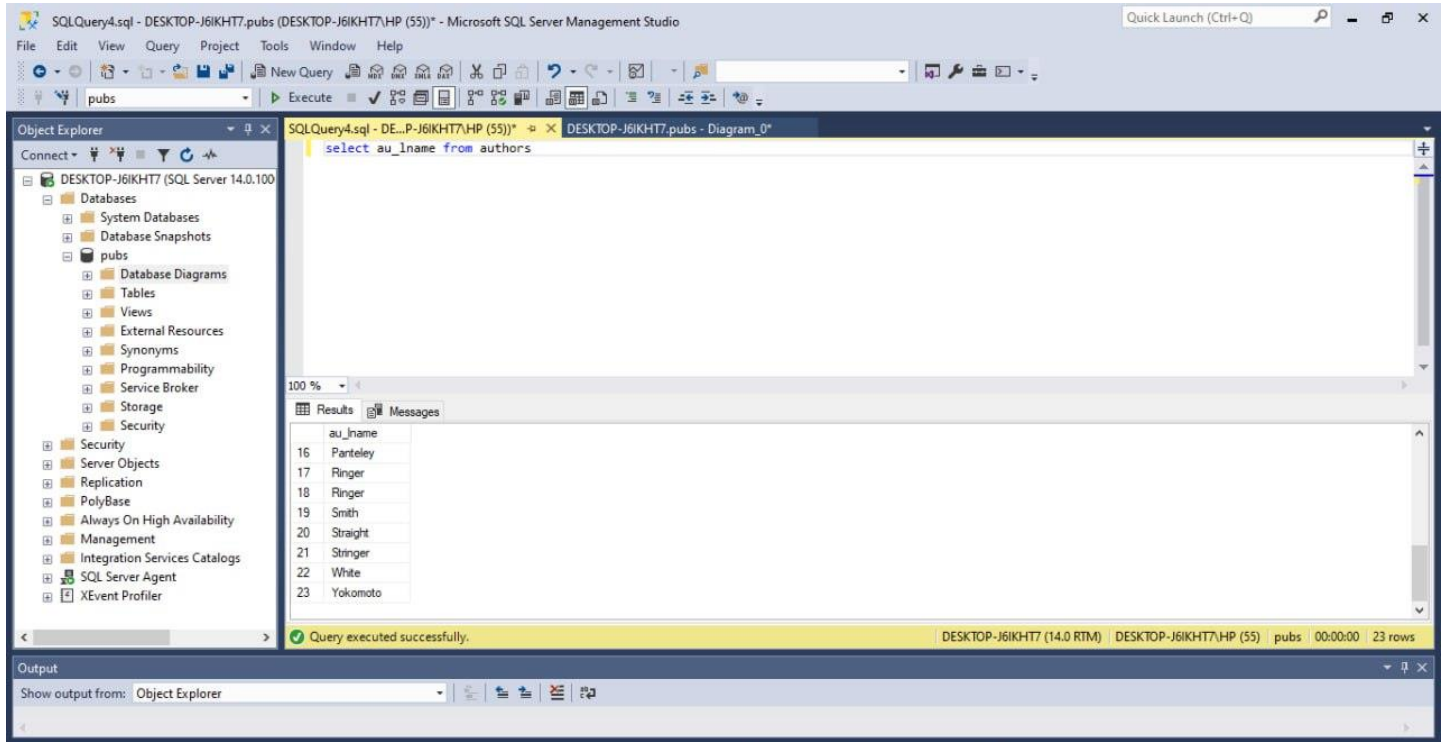 SQLQuery4.sql - DESKTOP-J6IKHT7.pubs (DESKTOP-J6IKHT7\HP (55))* - Microsoft SQL Server Management Studio
Quick Launch (Ctrl+Q)
File Edit View Query Project Tools Window Help
New Query MDX DMX XMLA DAX
pubs
Execute
Object Explorer
SQLQuery4.sql - DE...P-J6IKHT7\HP (55))*
DESKTOP-J6IKHT7.pubs - Diagram_0*
Connect
select au_lname from authors
DESKTOP-J6IKHT7 (SQL Server 14.0.100
Databases
System Databases
Database Snapshots
pubs
Database Diagrams
Tables
Views
External Resources
Synonyms
Programmability
Service Broker
Storage
Security
Security
Server Objects
Replication
PolyBase
Always On High Availability
Management
Integration Services Catalogs
SQL Server Agent
XEvent Profiler
100 %
Results Messages
au_lname
16 Panteley
17 Ringer
18 Ringer
19 Smith
20 Straight
21 Stringer
22 White
23 Yokomoto
Query executed successfully.
DESKTOP-J6IKHT7 (14.0 RTM) DESKTOP-J6IKHT7\HP (55) pubs 00:00:00 23 rows
Output
Show output from: Object Explorer